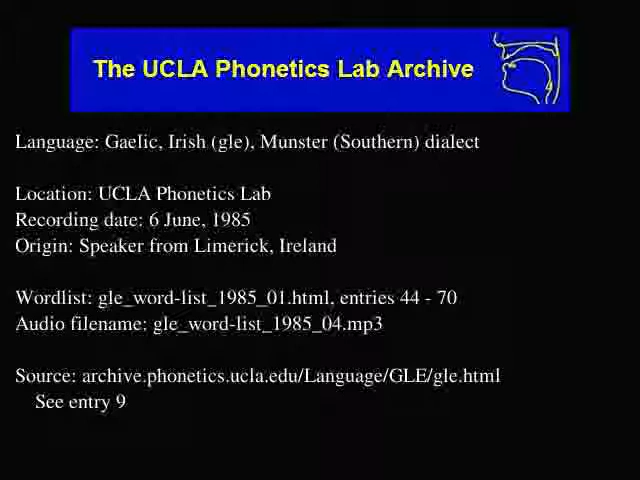 The UCLA Phonetics Lab Archive
Language: Gaelic, Irish (gle), Munster (Southern) dialect
Location: UCLA Phonetics Lab
Recording date: 6 June, 1985
Origin: Speaker from Limerick, Ireland
Wordlist: gle_word-list_1985_01.html, entries 44 - 70
Audio filename: gle_word-list_1985_04.mp3
Source: archive.phonetics.ucla.edu/Language/GLE/gle.html
See entry 9